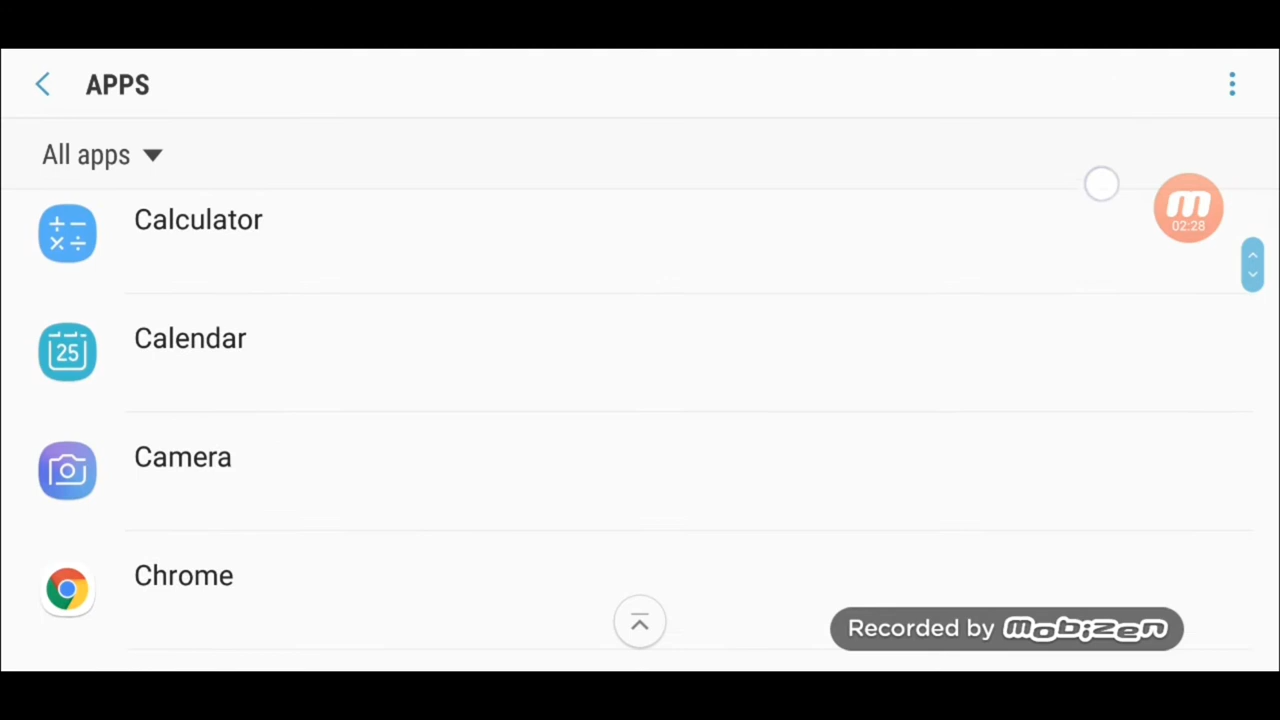 APPS
All apps
Calculator
02:28
25
Calendar
Camera
Chrome
Recorded by mobizen